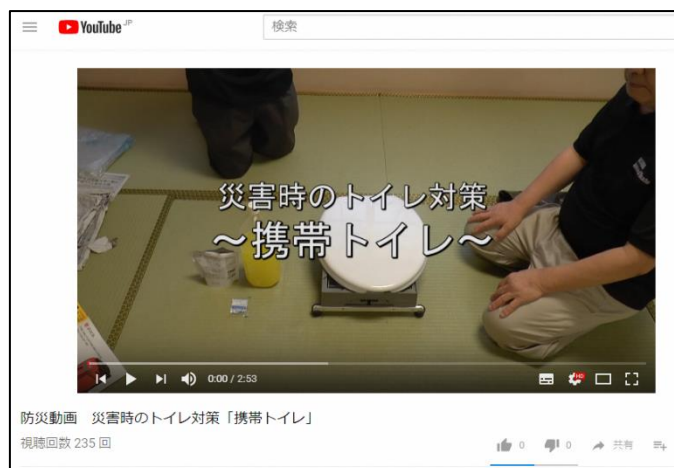 YouTube JP
検索
災害時のトイレ対策
～携帯トイレ～
0:00 / 2:53
HD
防災動画　災害時のトイレ対策「携帯トイレ」
視聴回数 235 回
0
0
共有